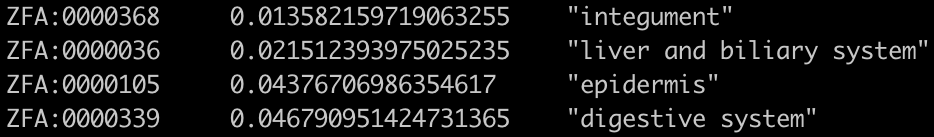 ZFA:0000368 0.013582159719063255 "integument"
ZFA:0000036 0.021512393975025235 "liver and biliary system"
ZFA:0000105 0.04376706986354617 "epidermis"
ZFA:0000339 0.046790951424731365 "digestive system"